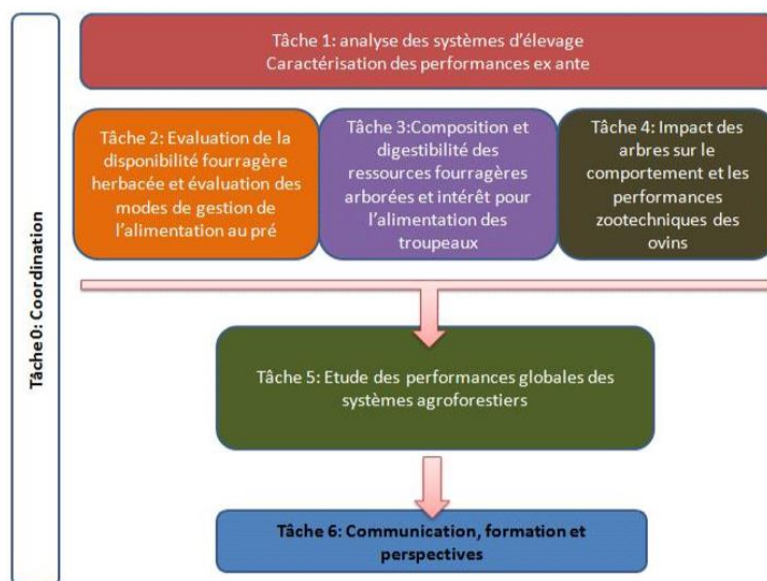 Tâche 0: Coordination
Tâche 1: analyse des systèmes d'élevage
Caractérisation des performances ex ante
Tâche 2: Evaluation de la
disponibilité fourragère
herbacée et évaluation des
modes de gestion de
l'alimentation au pré
Tâche 3:Composition et
digestibilité des
ressources fourragères
arborées et intérêt pour
l'alimentation des
troupeaux
Tâche 4: Impact des
arbres sur le
comportement et les
performances
zootechniques des
ovins
Tâche 5: Etude des performances globales des
systèmes agroforestiers
Tâche 6: Communication, formation et
perspectives